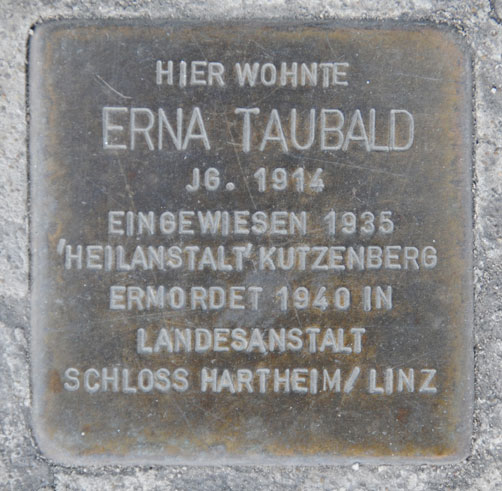 HIER WOHNTE
ERNA TAUBALD
JG. 1914
EINGEWIESEN 1935
'HEILANSTALT' KUTZENBERG
ERMORDET 1940 IN
LANDESANSTALT
SCHLOSS HARTHEIM/LINZ